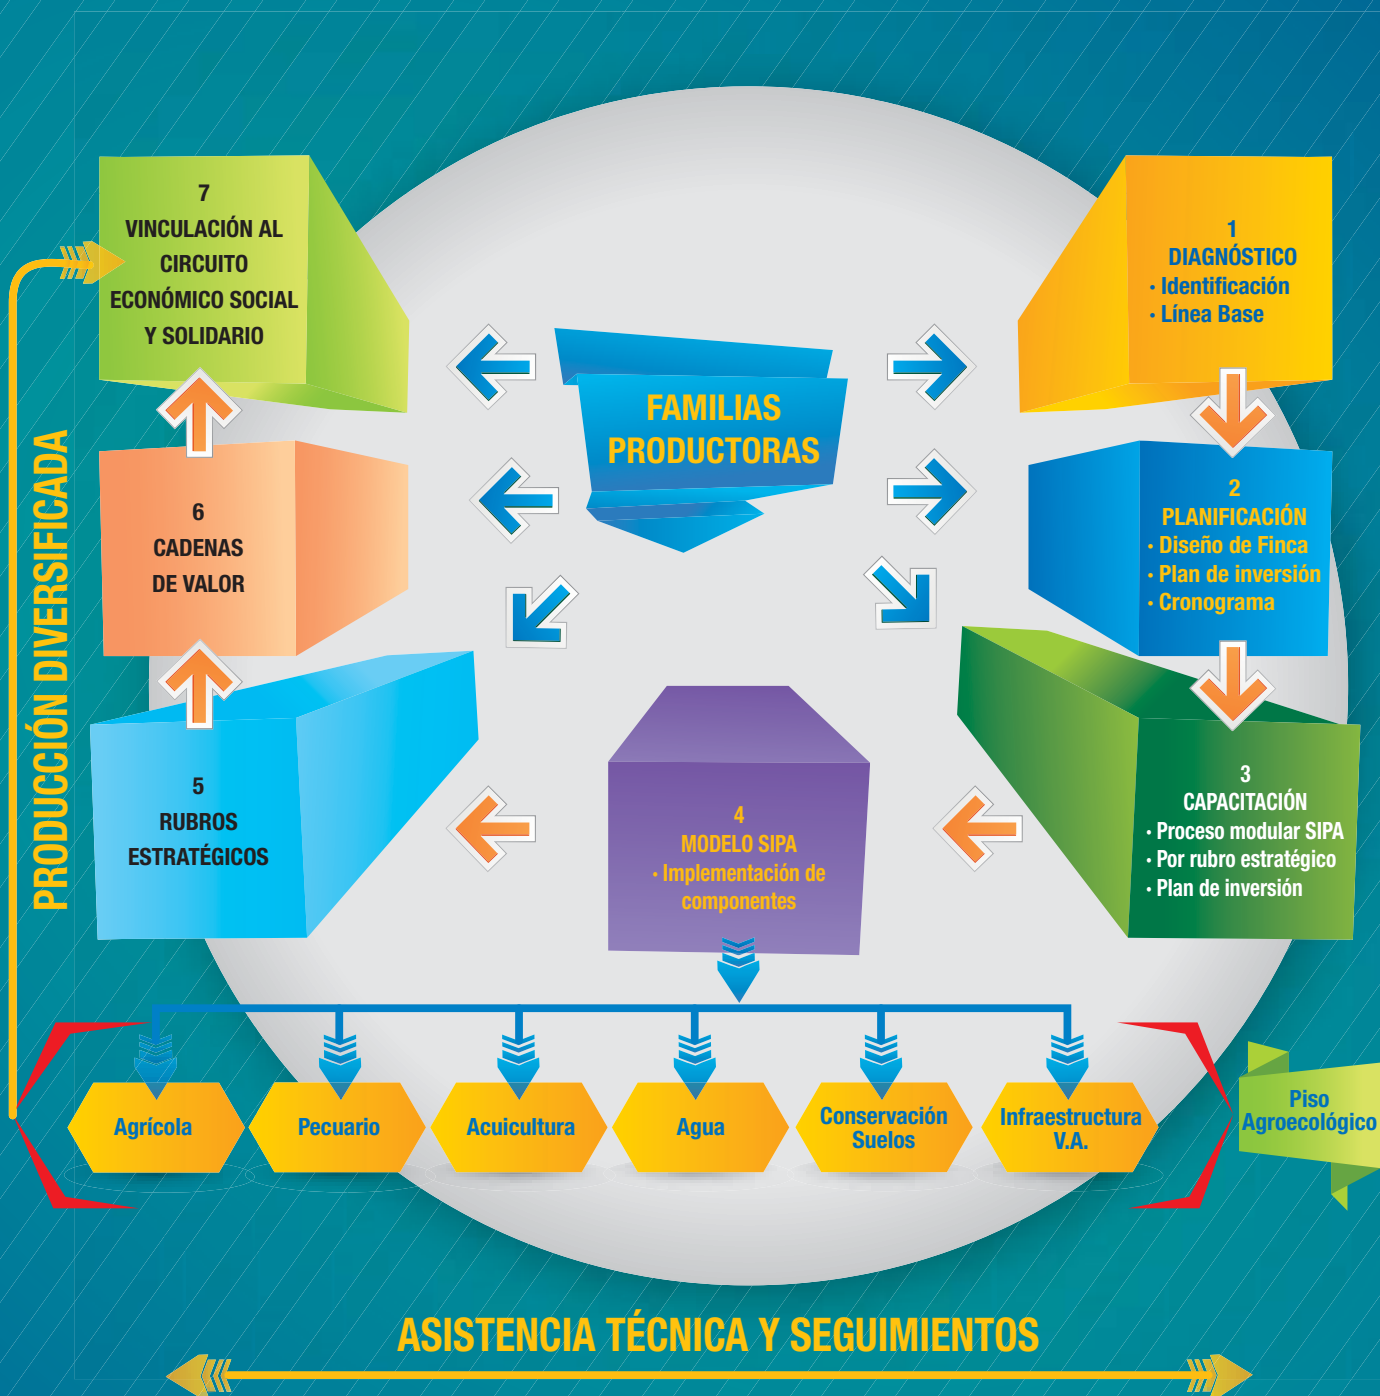 FAMILIAS
PRODUCTORAS
1
DIAGNÓSTICO
• Identificación
• Línea Base
2
PLANIFICACIÓN
• Diseño de Finca
• Plan de inversión
• Cronograma
3
CAPACITACIÓN
• Proceso modular SIPA
• Por rubro estratégico
• Plan de inversión
4
MODELO SIPA
• Implementación de
componentes
5
RUBROS
ESTRATÉGICOS
6
CADENAS
DE VALOR
7
VINCULACIÓN AL
CIRCUITO
ECONÓMICO SOCIAL
Y SOLIDARIO
PRODUCCIÓN DIVERSIFICADA
Agrícola
Pecuario
Acuicultura
Agua
Conservación
Suelos
Infraestructura
V.A.
Piso
Agroecológico
ASISTENCIA TÉCNICA Y SEGUIMIENTOS